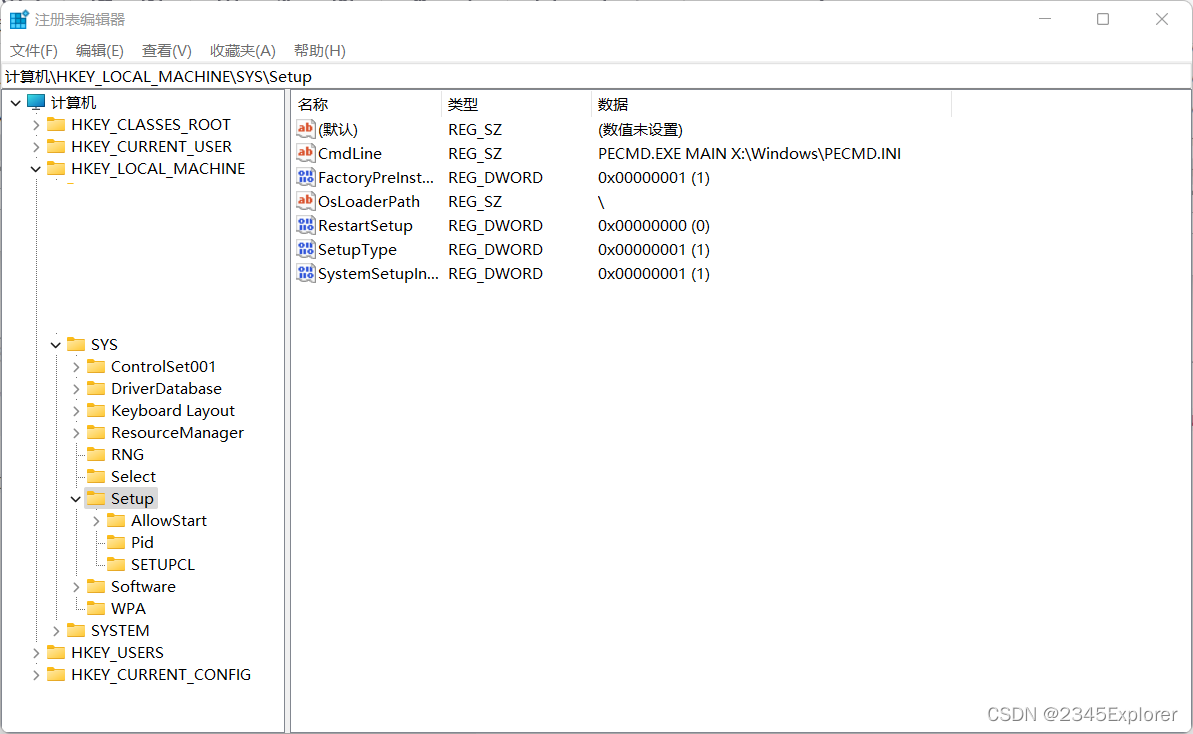 注册表编辑器
文件(F) 编辑(E) 查看(V) 收藏夹(A) 帮助(H)
计算机\HKEY_LOCAL_MACHINE\SYS\Setup
计算机
HKEY_CLASSES_ROOT
HKEY_CURRENT_USER
HKEY_LOCAL_MACHINE
SYS
ControlSet001
DriverDatabase
Keyboard Layout
ResourceManager
RNG
Select
Setup
AllowStart
Pid
SETUPCL
Software
WPA
SYSTEM
HKEY_USERS
HKEY_CURRENT_CONFIG
名称 类型 数据
(默认) REG_SZ (数值未设置)
CmdLine REG_SZ PECMD.EXE MAIN X:\Windows\PECMD.INI
FactoryPreInst... REG_DWORD 0x00000001 (1)
OsLoaderPath REG_SZ \
RestartSetup REG_DWORD 0x00000000 (0)
SetupType REG_DWORD 0x00000001 (1)
SystemSetupIn... REG_DWORD 0x00000001 (1)
CSDN @2345Explorer